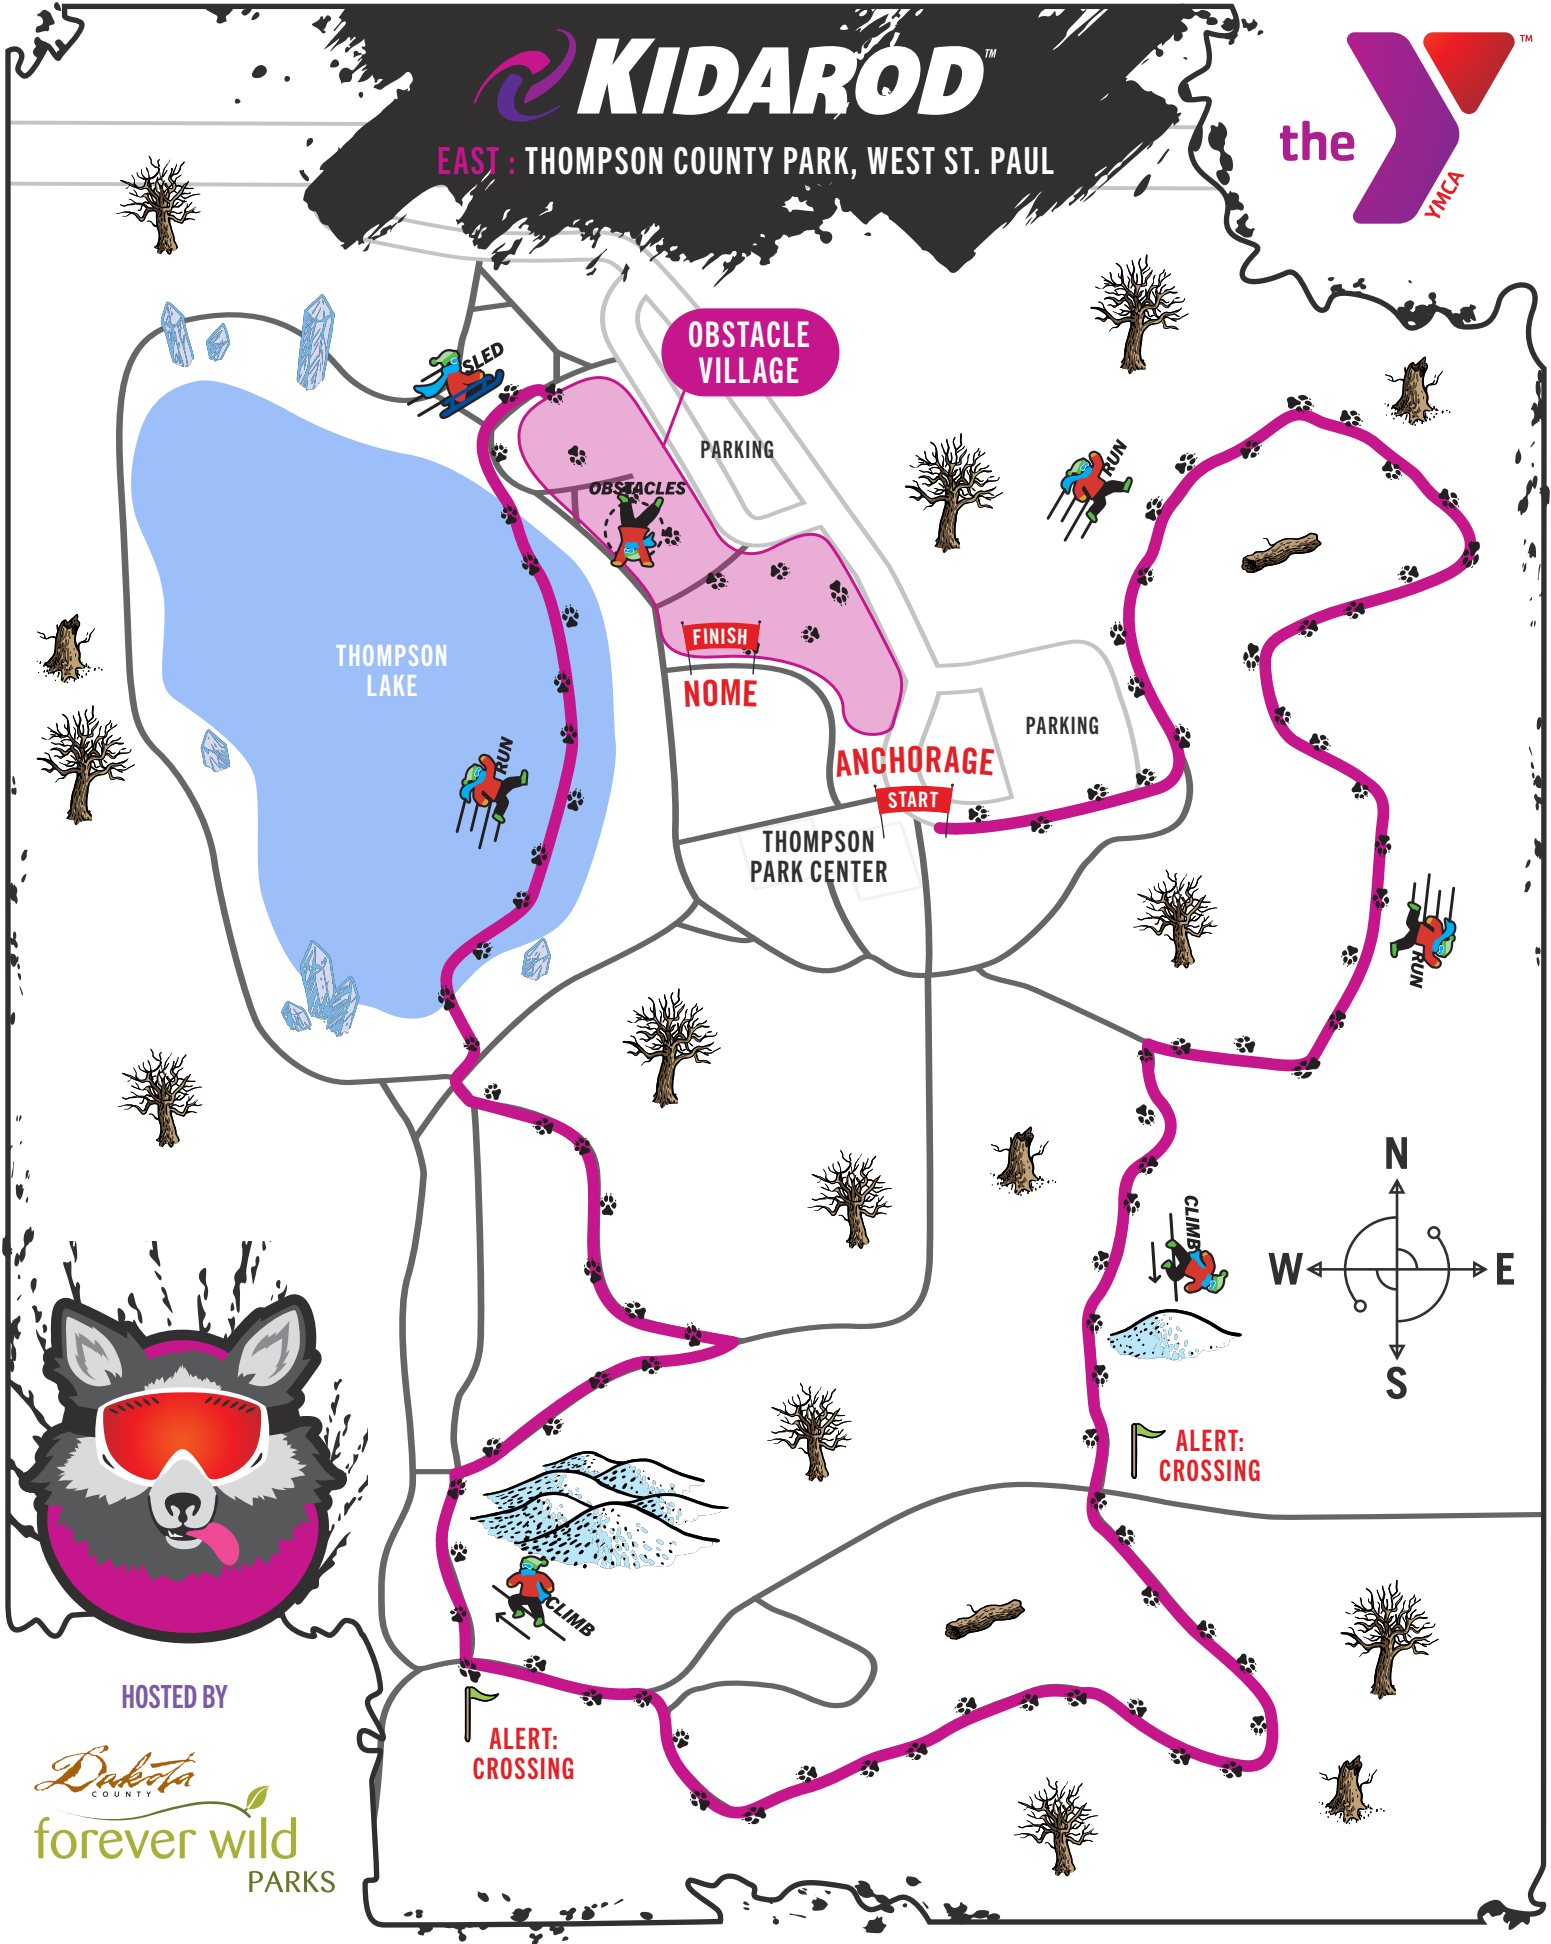 KIDAROD™
EAST : THOMPSON COUNTY PARK, WEST ST. PAUL
the
YMCA
™
OBSTACLE
VILLAGE
SLED
PARKING
RUN
OBSTACLES
FINISH
NOME
THOMPSON
LAKE
PARKING
ANCHORAGE
START
RUN
THOMPSON
PARK CENTER
RUN
N
W
E
S
CLIMB
ALERT:
CROSSING
CLIMB
ALERT:
CROSSING
HOSTED BY
Dakota
COUNTY
forever wild
PARKS